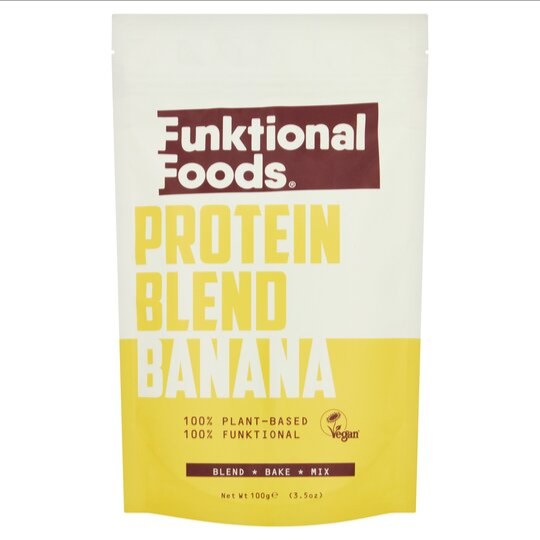 Funktional
Foods®
PROTEIN
BLEND
BANANA
100% PLANT-BASED
100% FUNKTIONAL
Vegan
BLEND ★ BAKE ★ MIX
Net Wt 100g℮ (3.5oz)